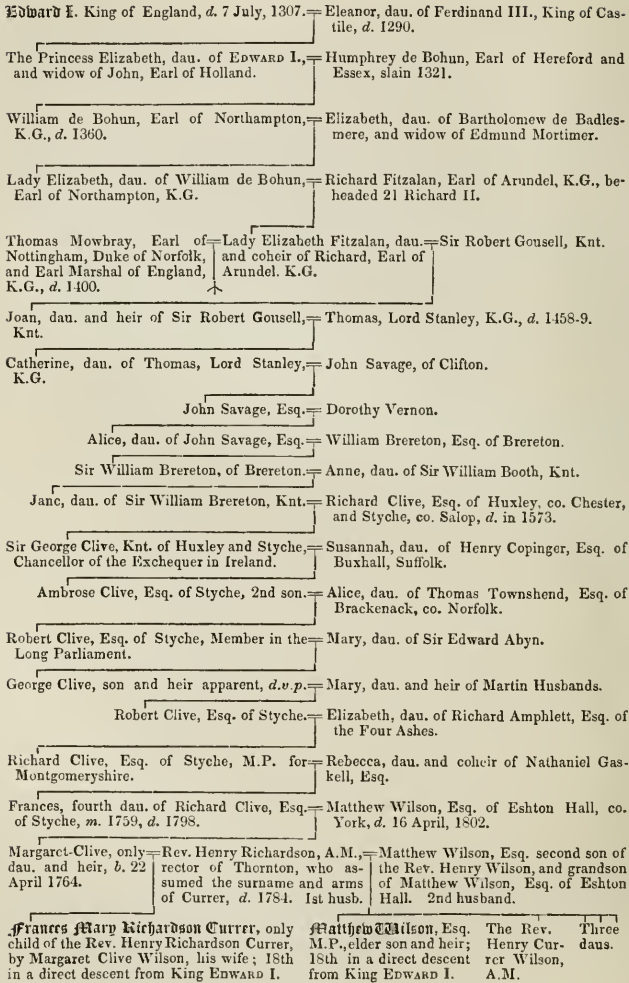 Edward I. King of England, d. 7 July, 1307.
Eleanor, dau. of Ferdinand III., King of Cas-
tile, d. 1290.
The Princess Elizabeth, dau. of EDWARD I.,
and widow of John, Earl of Holland.
Humphrey de Bohun, Earl of Hereford and
Essex, slain 1321.
William de Bohun, Earl of Northampton,
K.G., d. 1360.
Elizabeth, dau. of Bartholomew de Badles-
mere, and widow of Edmund Mortimer.
Lady Elizabeth, dau. of William de Bohun,
Earl of Northampton, K.G.
Richard Fitzalan, Earl of Arundel, K.G., be-
headed 21 Richard II.
Thomas Mowbray, Earl of
Nottingham, Duke of Norfolk,
and Earl Marshal of England,
K.G., d. 1400.
Lady Elizabeth Fitzalan, dau.
and coheir of Richard, Earl of
Arundel. K.G.
Sir Robert Gousell, Knt.
Joan, dau. and heir of Sir Robert Gousell,
Knt.
Thomas, Lord Stanley, K.G., d. 1458-9.
Catherine, dau. of Thomas, Lord Stanley,
K.G.
John Savage, of Clifton.
John Savage, Esq.
Dorothy Vernon.
Alice, dau. of John Savage, Esq.
William Brereton, Esq. of Brereton.
Sir William Brereton, of Brereton.
Anne, dau. of Sir William Booth, Knt.
Jane, dau. of Sir William Brereton, Knt.
Richard Clive, Esq. of Huxley, co. Chester,
and Styche, co. Salop, d. in 1573.
Sir George Clive, Knt. of Huxley and Styche,
Chancellor of the Exchequer in Ireland.
Susannah, dau. of Henry Copinger, Esq. of
Buxhall, Suffolk.
Ambrose Clive, Esq. of Styche, 2nd son.
Alice, dau. of Thomas Townshend, Esq. of
Brackenack, co. Norfolk.
Robert Clive, Esq. of Styche, Member in the
Long Parliament.
Mary, dau. of Sir Edward Abyn.
George Clive, son and heir apparent, d.v.p.
Mary, dau. and heir of Martin Husbands.
Robert Clive, Esq. of Styche.
Elizabeth, dau. of Richard Amphlett, Esq. of
the Four Ashes.
Richard Clive, Esq. of Styche, M.P. for
Montgomeryshire.
Rebecca, dau. and coheir of Nathaniel Gas-
kell, Esq.
Frances, fourth dau. of Richard Clive, Esq.
of Styche, m. 1759, d. 1798.
Matthew Wilson, Esq. of Eshton Hall, co.
York, d. 16 April, 1802.
Margaret-Clive, only
dau. and heir, b. 22
April 1764.
Rev. Henry Richardson, A.M.,
rector of Thornton, who as-
sumed the surname and arms
of Currer, d. 1784. 1st husb.
Matthew Wilson, Esq. second son of
the Rev. Henry Wilson, and grandson
of Matthew Wilson, Esq. of Eshton
Hall. 2nd husband.
Frances Mary Richardson Currer, only
child of the Rev. Henry Richardson Currer,
by Margaret Clive Wilson, his wife; 18th
in a direct descent from King EDWARD I.
Matthew Wilson, Esq.
M.P., elder son and heir;
18th in a direct descent
from King EDWARD I.
The Rev.
Henry Cur-
rer Wilson,
A.M.
Three
daus.